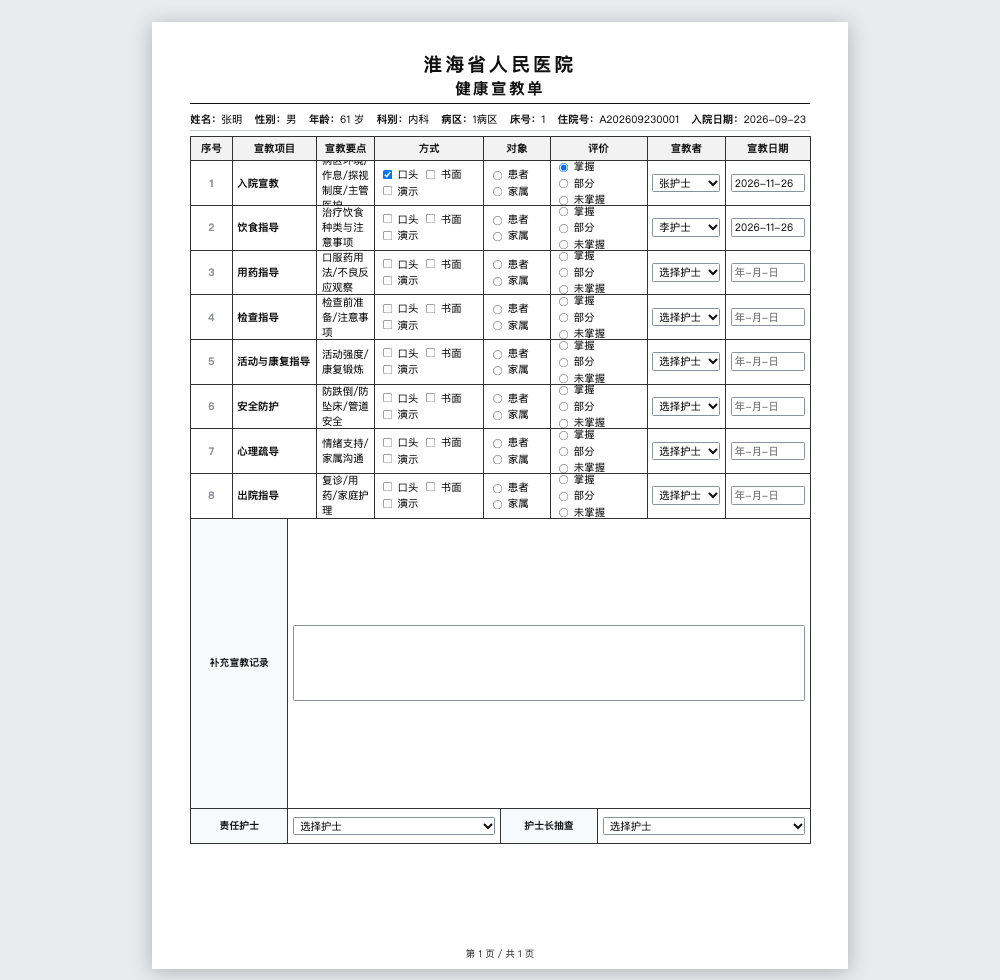 淮海省人民医院
健康宣教单
姓名：张明 性别：男 年龄：61 岁 科别：内科 病区：1病区 床号：1 住院号：A202609230001 入院日期：2026-09-23
序号 宣教项目 宣教要点 方式 对象 评价 宣教者 宣教日期
1 入院宣教 病区环境/作息/探视制度/主管医护 口头 书面 演示 患者 家属 掌握 部分 未掌握 张护士 2026-11-26
2 饮食指导 治疗饮食种类与注意事项 口头 书面 演示 患者 家属 掌握 部分 未掌握 李护士 2026-11-26
3 用药指导 口服药用法/不良反应观察 口头 书面 演示 患者 家属 掌握 部分 未掌握 选择护士 年-月-日
4 检查指导 检查前准备/注意事项 口头 书面 演示 患者 家属 掌握 部分 未掌握 选择护士 年-月-日
5 活动与康复指导 活动强度/康复锻炼 口头 书面 演示 患者 家属 掌握 部分 未掌握 选择护士 年-月-日
6 安全防护 防跌倒/防坠床/管道安全 口头 书面 演示 患者 家属 掌握 部分 未掌握 选择护士 年-月-日
7 心理疏导 情绪支持/家属沟通 口头 书面 演示 患者 家属 掌握 部分 未掌握 选择护士 年-月-日
8 出院指导 复诊/用药/家庭护理 口头 书面 演示 患者 家属 掌握 部分 未掌握 选择护士 年-月-日
补充宣教记录
责任护士 选择护士 护士长抽查 选择护士
第 1 页 / 共 1 页